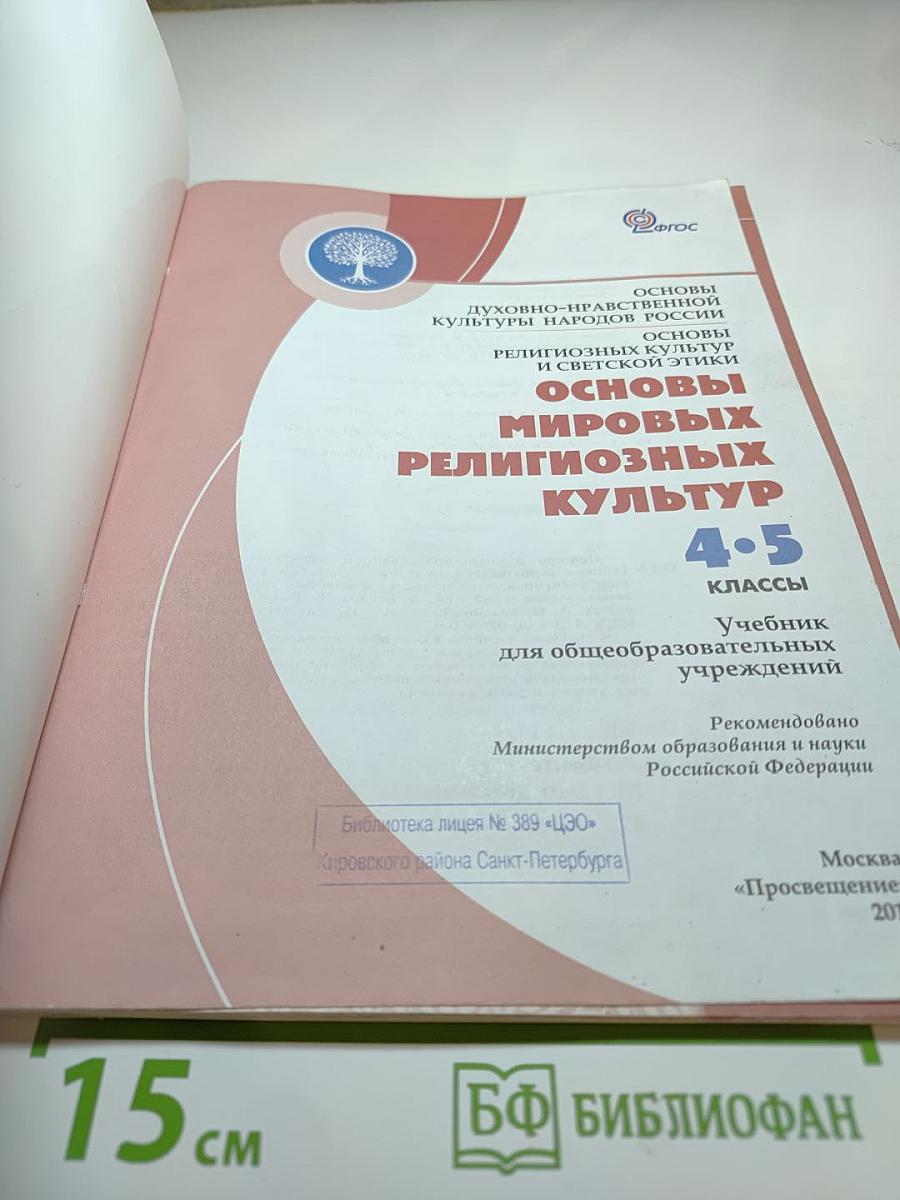 ФГОС
ОСНОВЫ
ДУХОВНО-НРАВСТВЕННОЙ
КУЛЬТУРЫ НАРОДОВ РОССИИ
ОСНОВЫ
РЕЛИГИОЗНЫХ КУЛЬТУР
И СВЕТСКОЙ ЭТИКИ
ОСНОВЫ
МИРОВЫХ
РЕЛИГИОЗНЫХ
КУЛЬТУР
4•5
КЛАССЫ
Учебник
для общеобразовательных
учреждений
Рекомендовано
Министерством образования и науки
Российской Федерации
Библиотека лицея № 389 «ЦЭО»
Кировского района Санкт-Петербурга
Москва
«Просвещение»
15 см
БФ БИБЛИОФАН